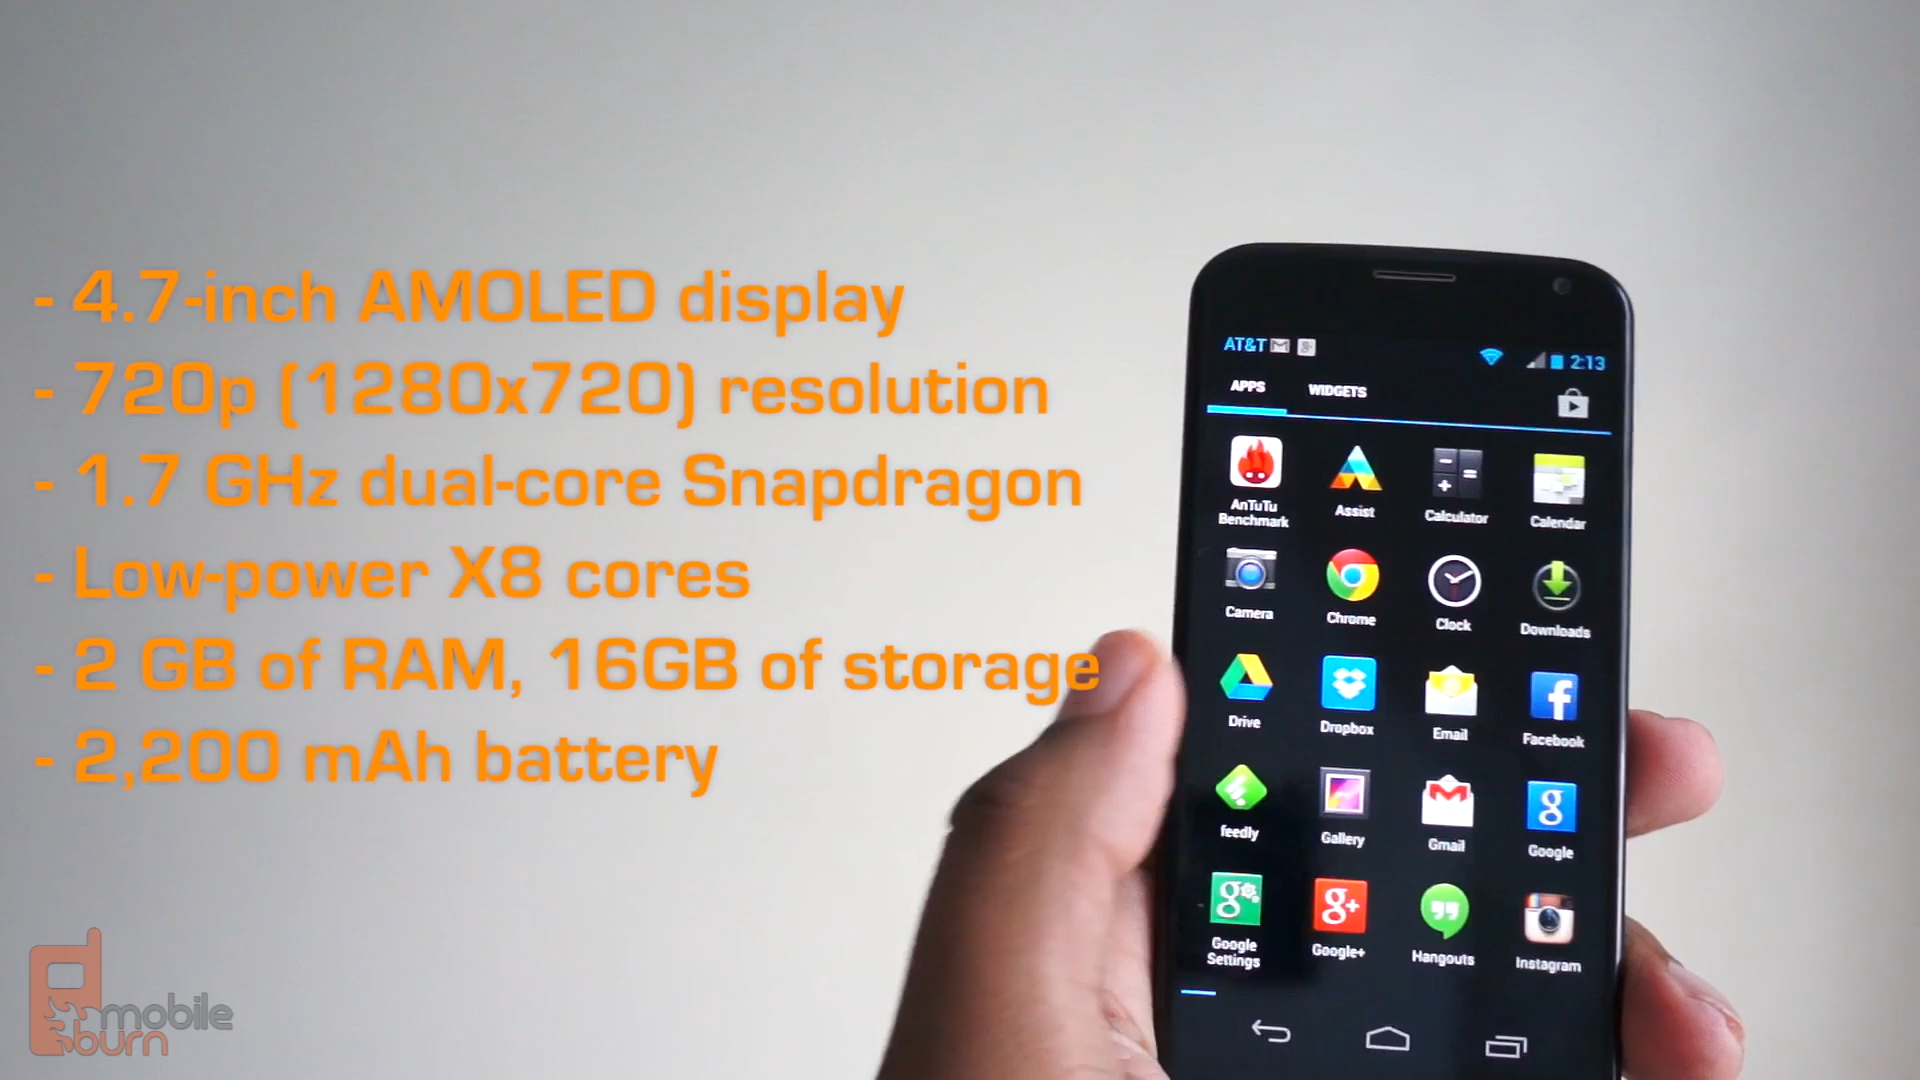 - 4.7-inch AMOLED display
- 720p (1280x720) resolution
- 1.7 GHz dual-core Snapdragon
- Low-power X8 cores
- 2 GB of RAM, 16GB of storage
- 2,200 mAh battery
mobile
burn
AT&T 2:13
APPS WIDGETS
AnTuTu
Benchmark
Assist
Calculator
Calendar
Camera
Chrome
Clock
Downloads
Drive
Dropbox
Email
Facebook
feedly
Gallery
Gmail
Google
Google
Settings
Google+
Hangouts
Instagram